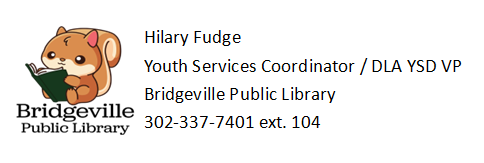 Hilary Fudge
Youth Services Coordinator / DLA YSD VP
Bridgeville Public Library
302-337-7401 ext. 104
Bridgeville
Public Library